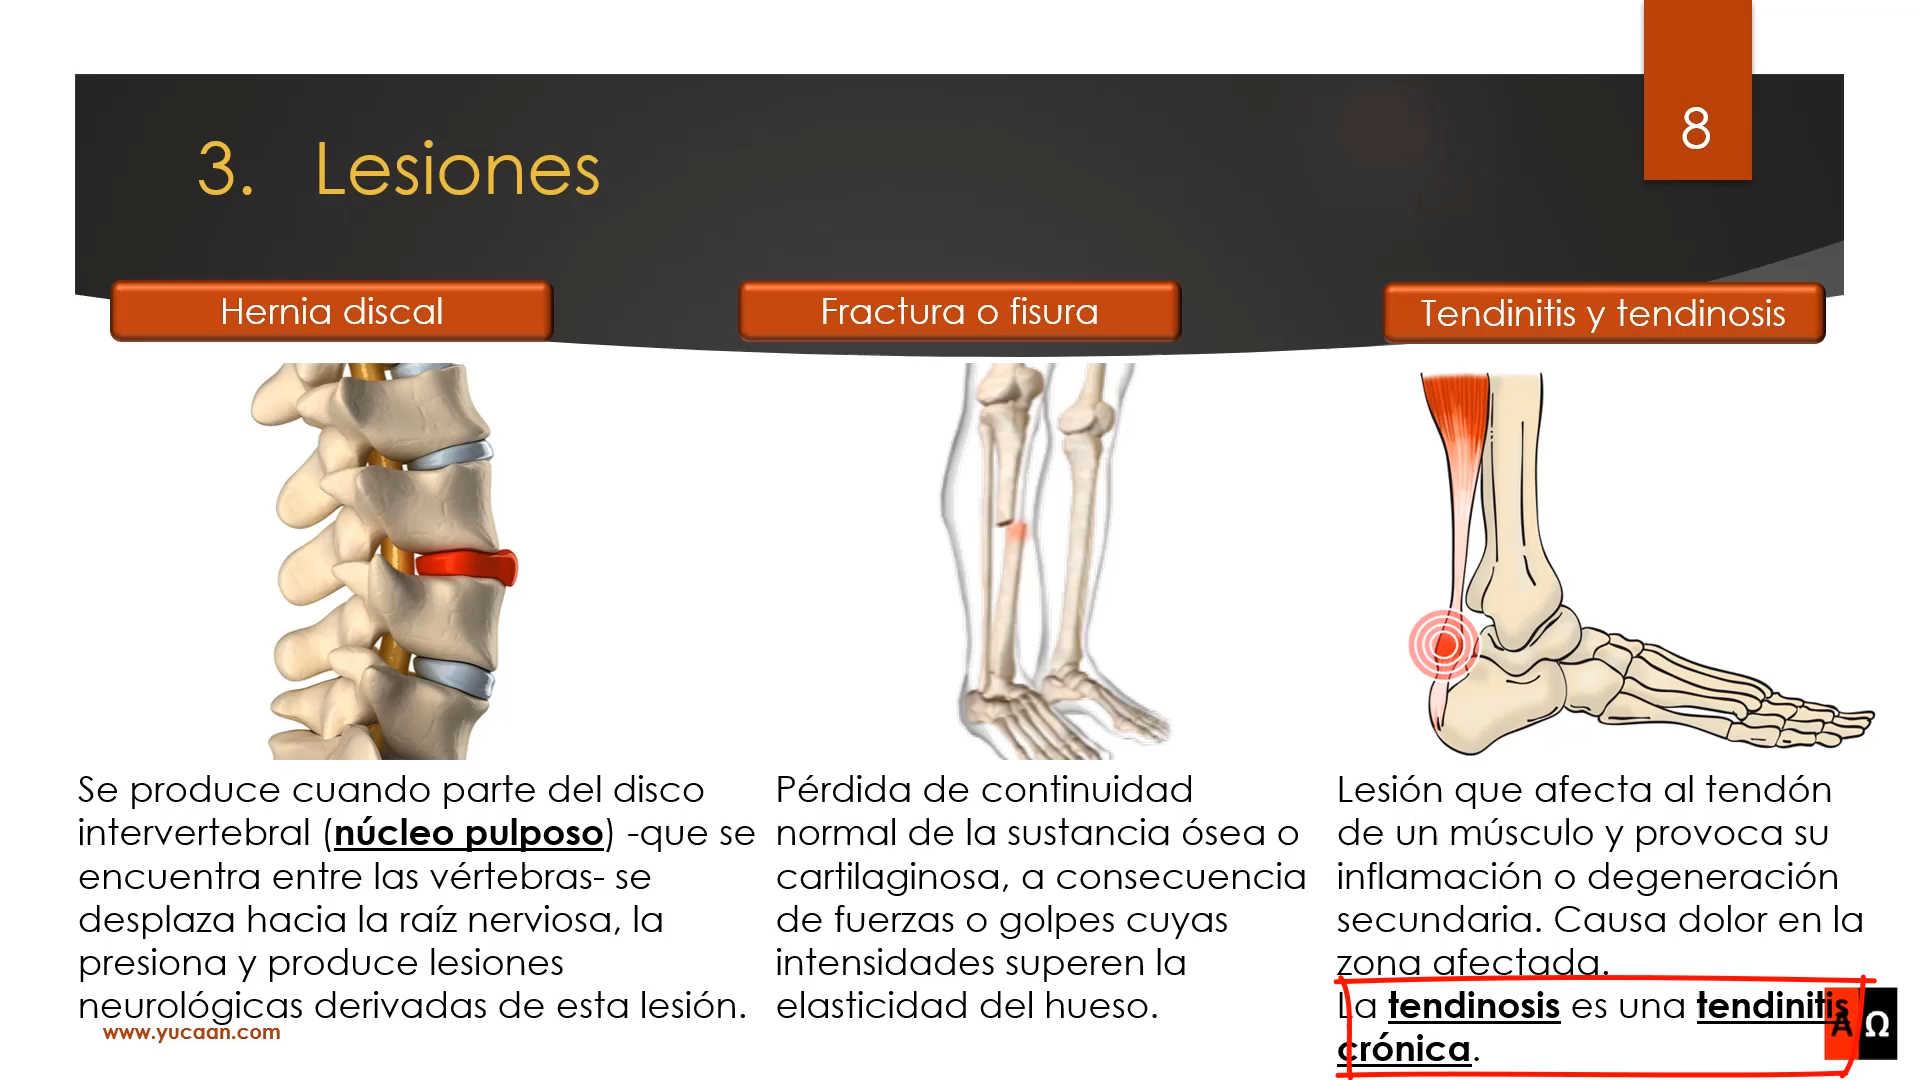 8
3. Lesiones
Hernia discal
Fractura o fisura
Tendinitis y tendinosis
Se produce cuando parte del disco
intervertebral (núcleo pulposo) -que se
encuentra entre las vértebras- se
desplaza hacia la raíz nerviosa, la
presiona y produce lesiones
neurológicas derivadas de esta lesión.
Pérdida de continuidad
normal de la sustancia ósea o
cartilaginosa, a consecuencia
de fuerzas o golpes cuyas
intensidades superen la
elasticidad del hueso.
Lesión que afecta al tendón
de un músculo y provoca su
inflamación o degeneración
secundaria. Causa dolor en la
zona afectada.
La tendinosis es una tendinitis
crónica.
www.yucaan.com
A Ω